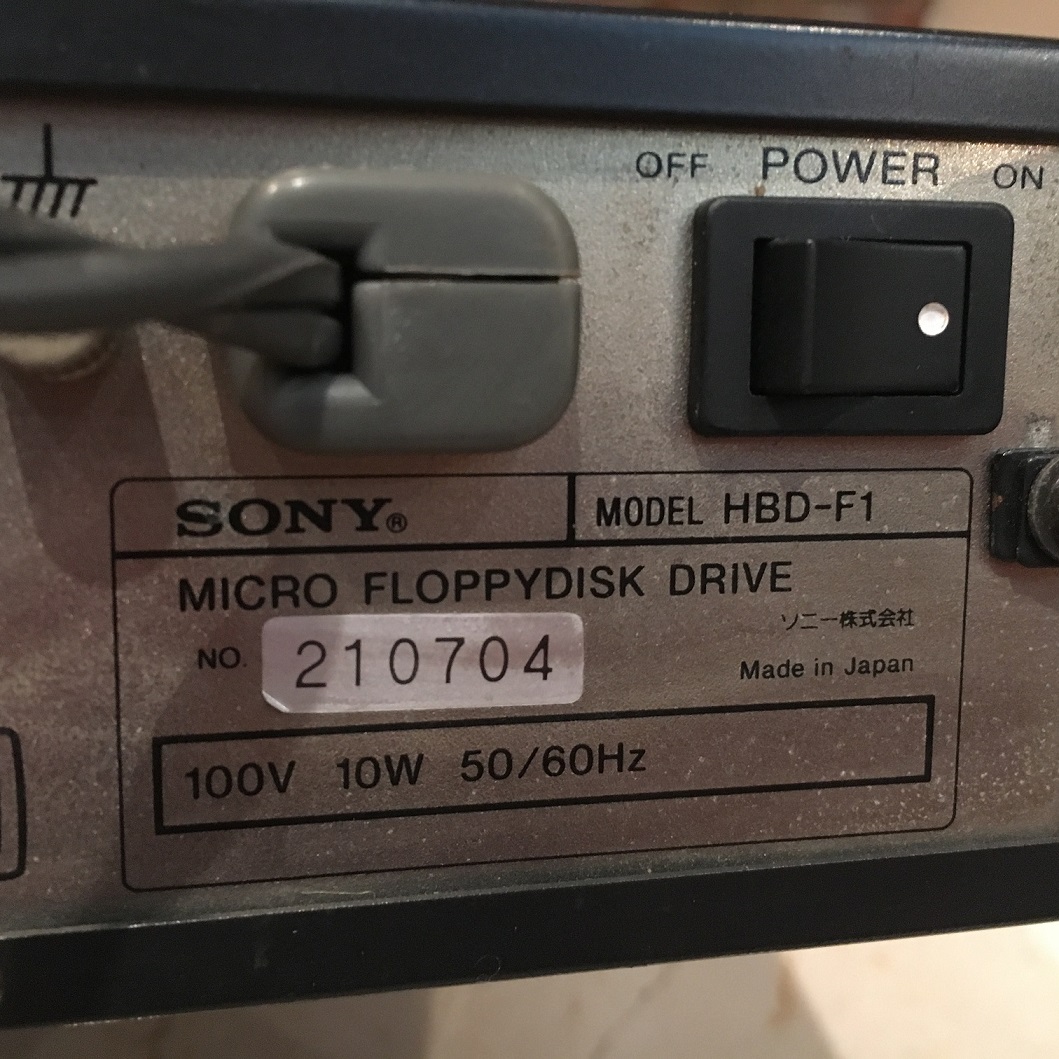 OFF POWER ON
SONY®
MODEL HBD-F1
MICRO FLOPPYDISK DRIVE
ソニー株式会社
NO. 210704
Made in Japan
100V 10W 50/60Hz